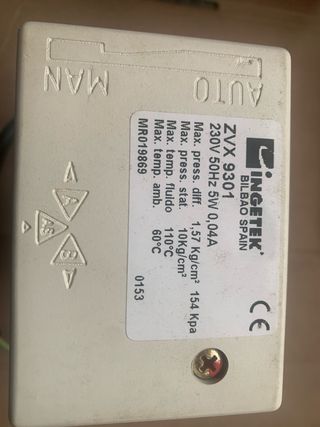 AUTO
MAN
INGETEK
BILBAO SPAIN
ZVX 9301
230V 50Hz 5W 0,04A
Max. press. diff. 1,57 Kg/cm² 154 Kpa
Max. press. stat. 10Kg/cm²
Max. temp. fluido 110°C
Max. temp. amb. 60°C
MR019869 0153
CE
A
AB
B